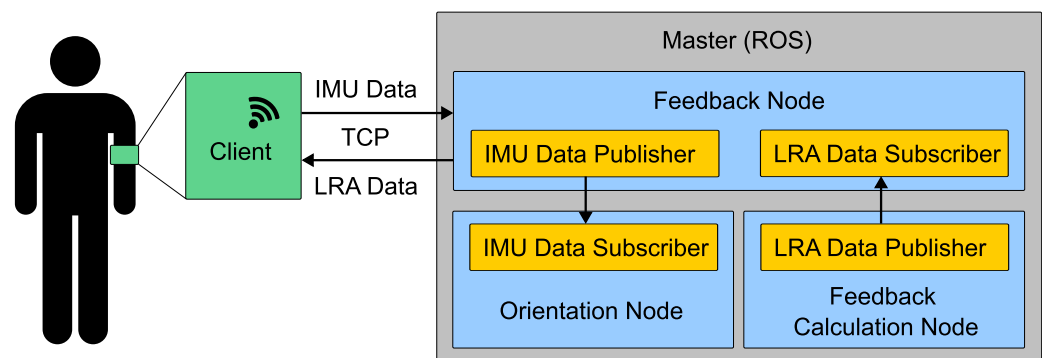 Master (ROS)
IMU Data
Feedback Node
TCP
Client
IMU Data Publisher
LRA Data Subscriber
LRA Data
IMU Data Subscriber
LRA Data Publisher
Orientation Node
Feedback
Calculation Node